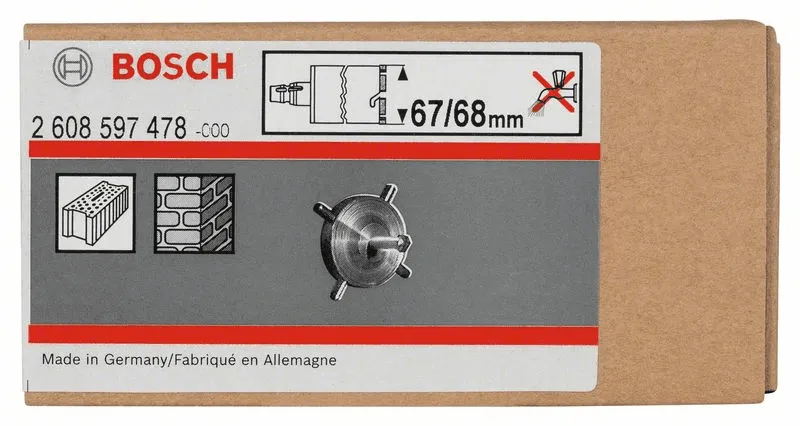 BOSCH
2 608 597 478 -C00
67/68mm
Made in Germany/Fabriqué en Allemagne